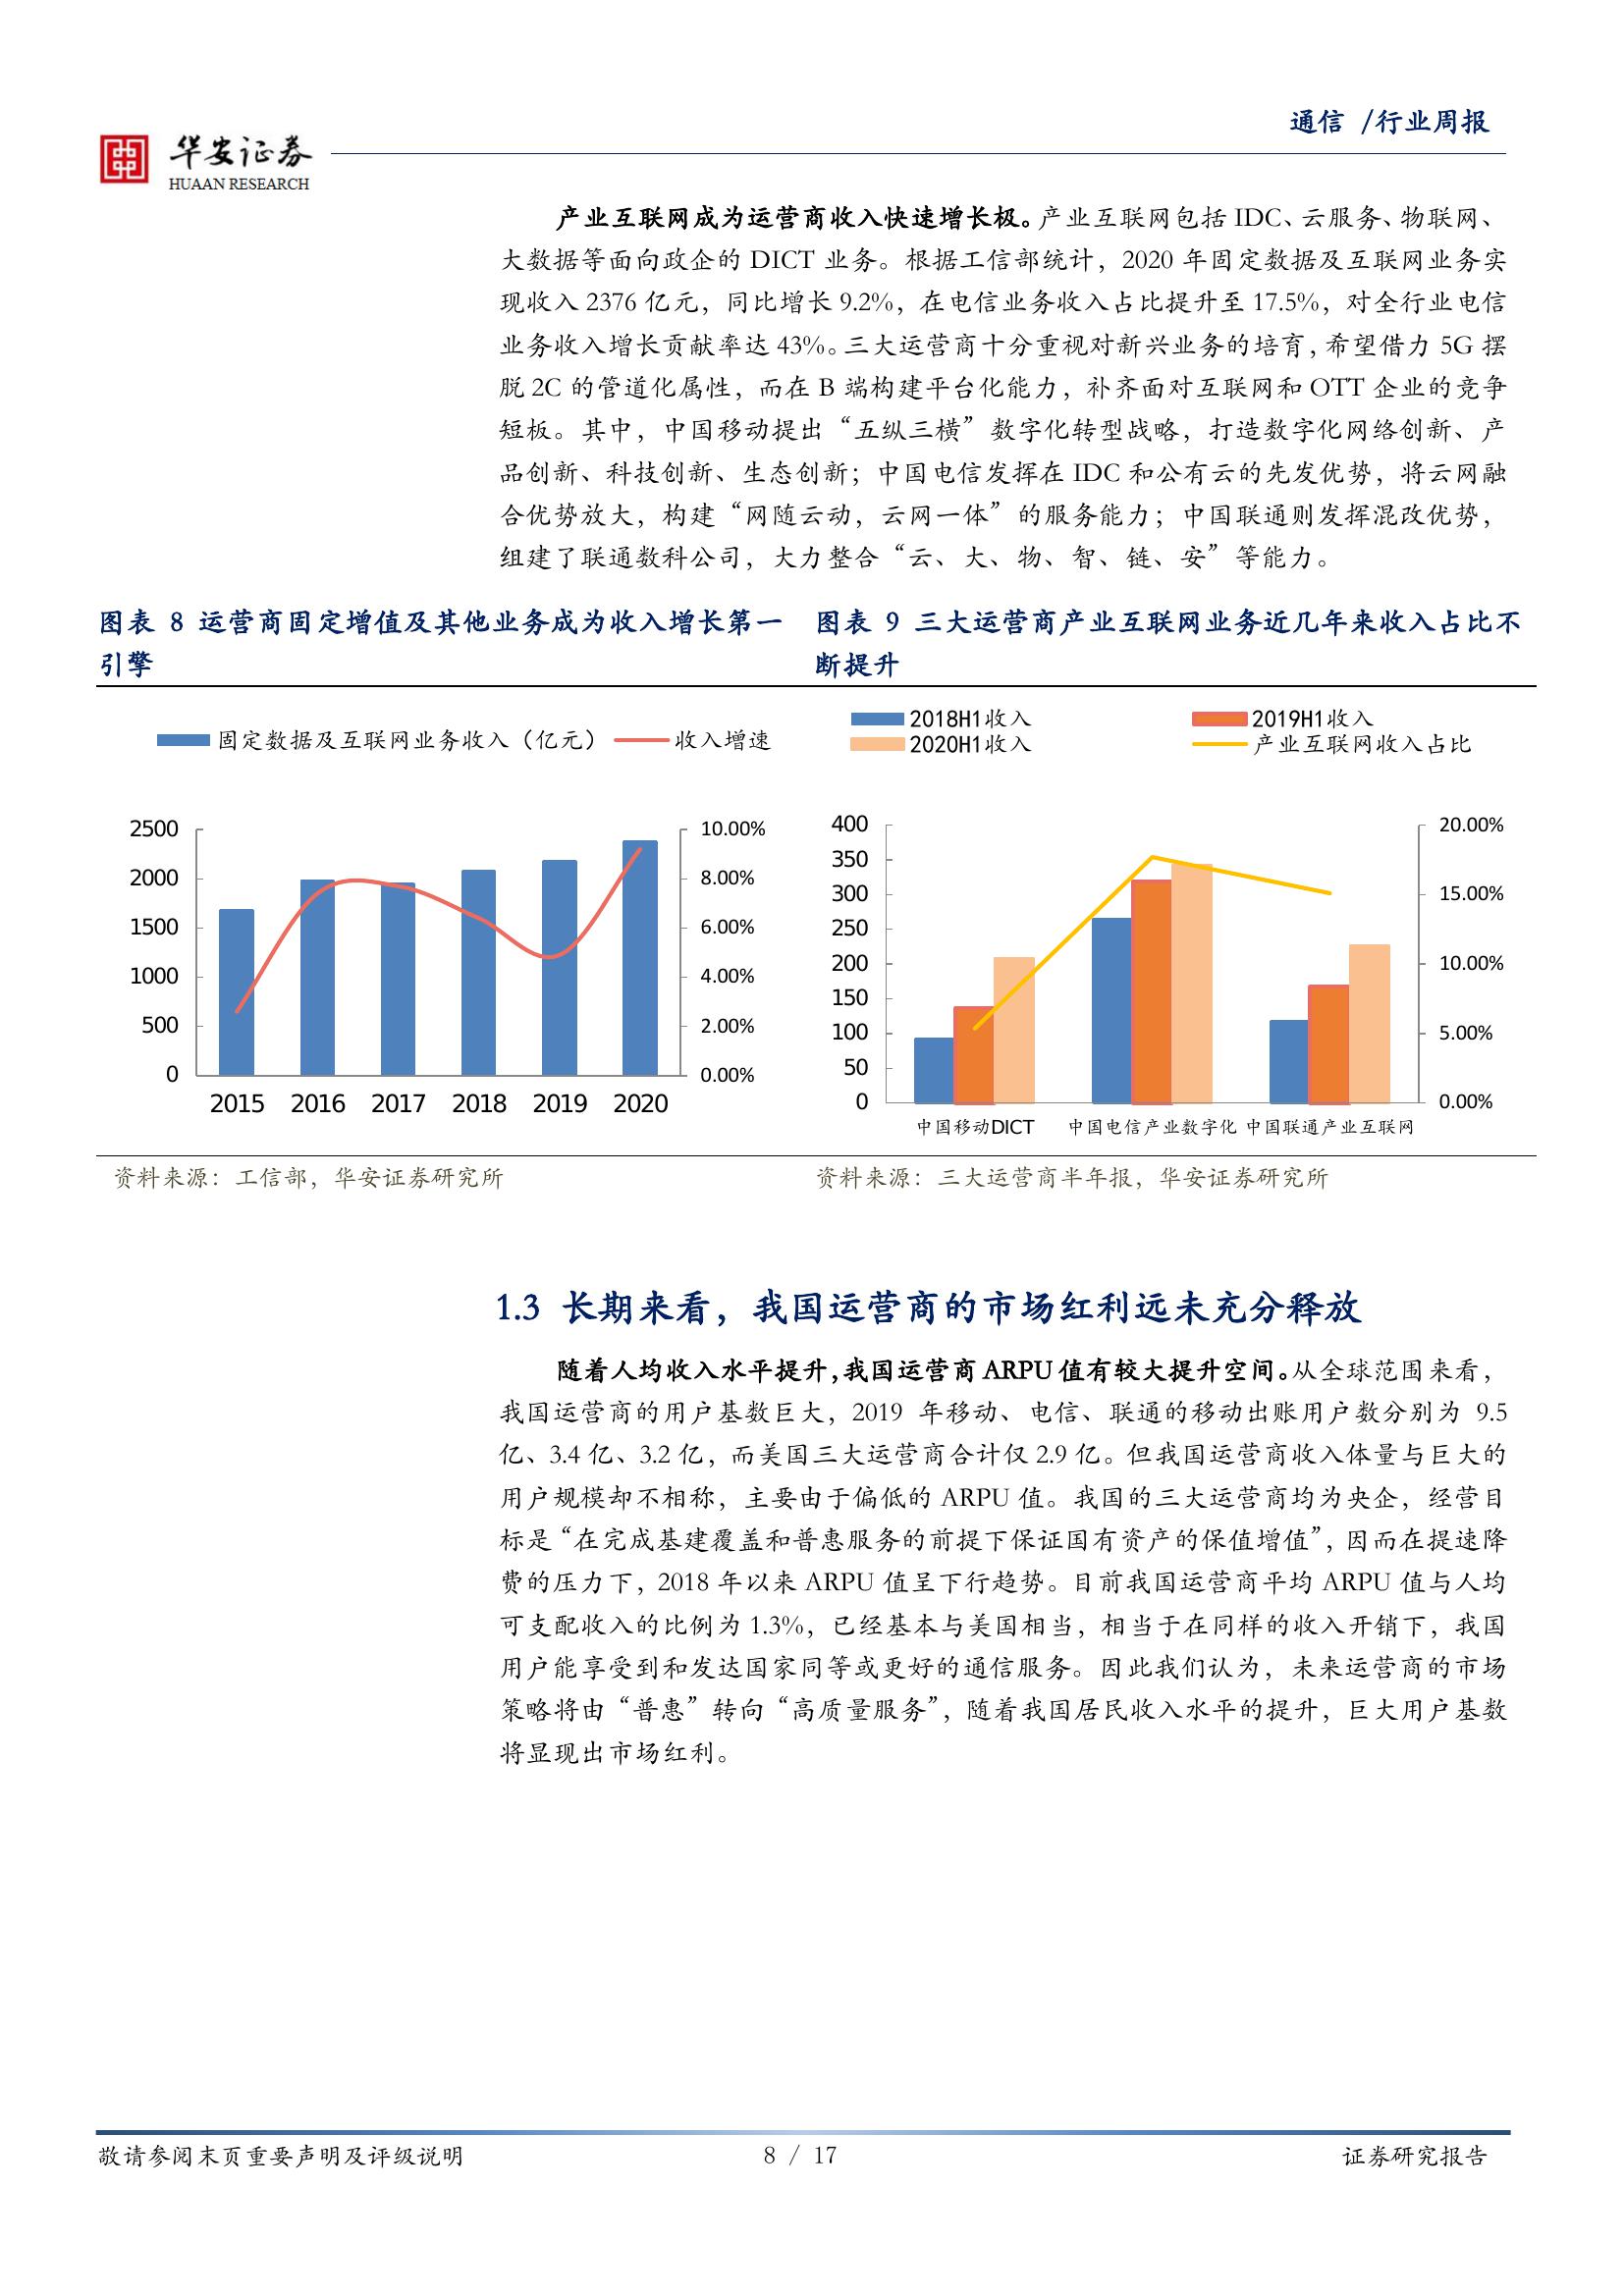 通信 /行业周报
华安证券
HUAAN RESEARCH
产业互联网成为运营商收入快速增长极。产业互联网包括 IDC、云服务、物联网、
大数据等面向政企的 DICT 业务。根据工信部统计，2020 年固定数据及互联网业务实
现收入 2376 亿元，同比增长 9.2%，在电信业务收入占比提升至 17.5%，对全行业电信
业务收入增长贡献率达 43%。三大运营商十分重视对新兴业务的培育，希望借力 5G 摆
脱 2C 的管道化属性，而在 B 端构建平台化能力，补齐面对互联网和 OTT 企业的竞争
短板。其中，中国移动提出“五纵三横”数字化转型战略，打造数字化网络创新、产
品创新、科技创新、生态创新；中国电信发挥在 IDC 和公有云的先发优势，将云网融
合优势放大，构建“网随云动，云网一体”的服务能力；中国联通则发挥混改优势，
组建了联通数科公司，大力整合“云、大、物、智、链、安”等能力。
图表 8 运营商固定增值及其他业务成为收入增长第一
引擎
固定数据及互联网业务收入（亿元） 收入增速
2500
2000
1500
1000
500
0
10.00%
8.00%
6.00%
4.00%
2.00%
0.00%
2015 2016 2017 2018 2019 2020
资料来源：工信部，华安证券研究所
图表 9 三大运营商产业互联网业务近几年来收入占比不
断提升
2018H1收入 2019H1收入
2020H1收入 产业互联网收入占比
400
350
300
250
200
150
100
50
0
20.00%
15.00%
10.00%
5.00%
0.00%
中国移动DICT 中国电信产业数字化 中国联通产业互联网
资料来源：三大运营商半年报，华安证券研究所
1.3 长期来看，我国运营商的市场红利远未充分释放
随着人均收入水平提升，我国运营商 ARPU 值有较大提升空间。从全球范围来看，
我国运营商的用户基数巨大，2019 年移动、电信、联通的移动出账用户数分别为 9.5
亿、3.4 亿、3.2 亿，而美国三大运营商合计仅 2.9 亿。但我国运营商收入体量与巨大的
用户规模却不相称，主要由于偏低的 ARPU 值。我国的三大运营商均为央企，经营目
标是“在完成基建覆盖和普惠服务的前提下保证国有资产的保值增值”，因而在提速降
费的压力下，2018 年以来 ARPU 值呈下行趋势。目前我国运营商平均 ARPU 值与人均
可支配收入的比例为 1.3%，已经基本与美国相当，相当于在同样的收入开销下，我国
用户能享受到和发达国家同等或更好的通信服务。因此我们认为，未来运营商的市场
策略将由“普惠”转向“高质量服务”，随着我国居民收入水平的提升，巨大用户基数
将显现出市场红利。
敬请参阅末页重要声明及评级说明 8 / 17 证券研究报告